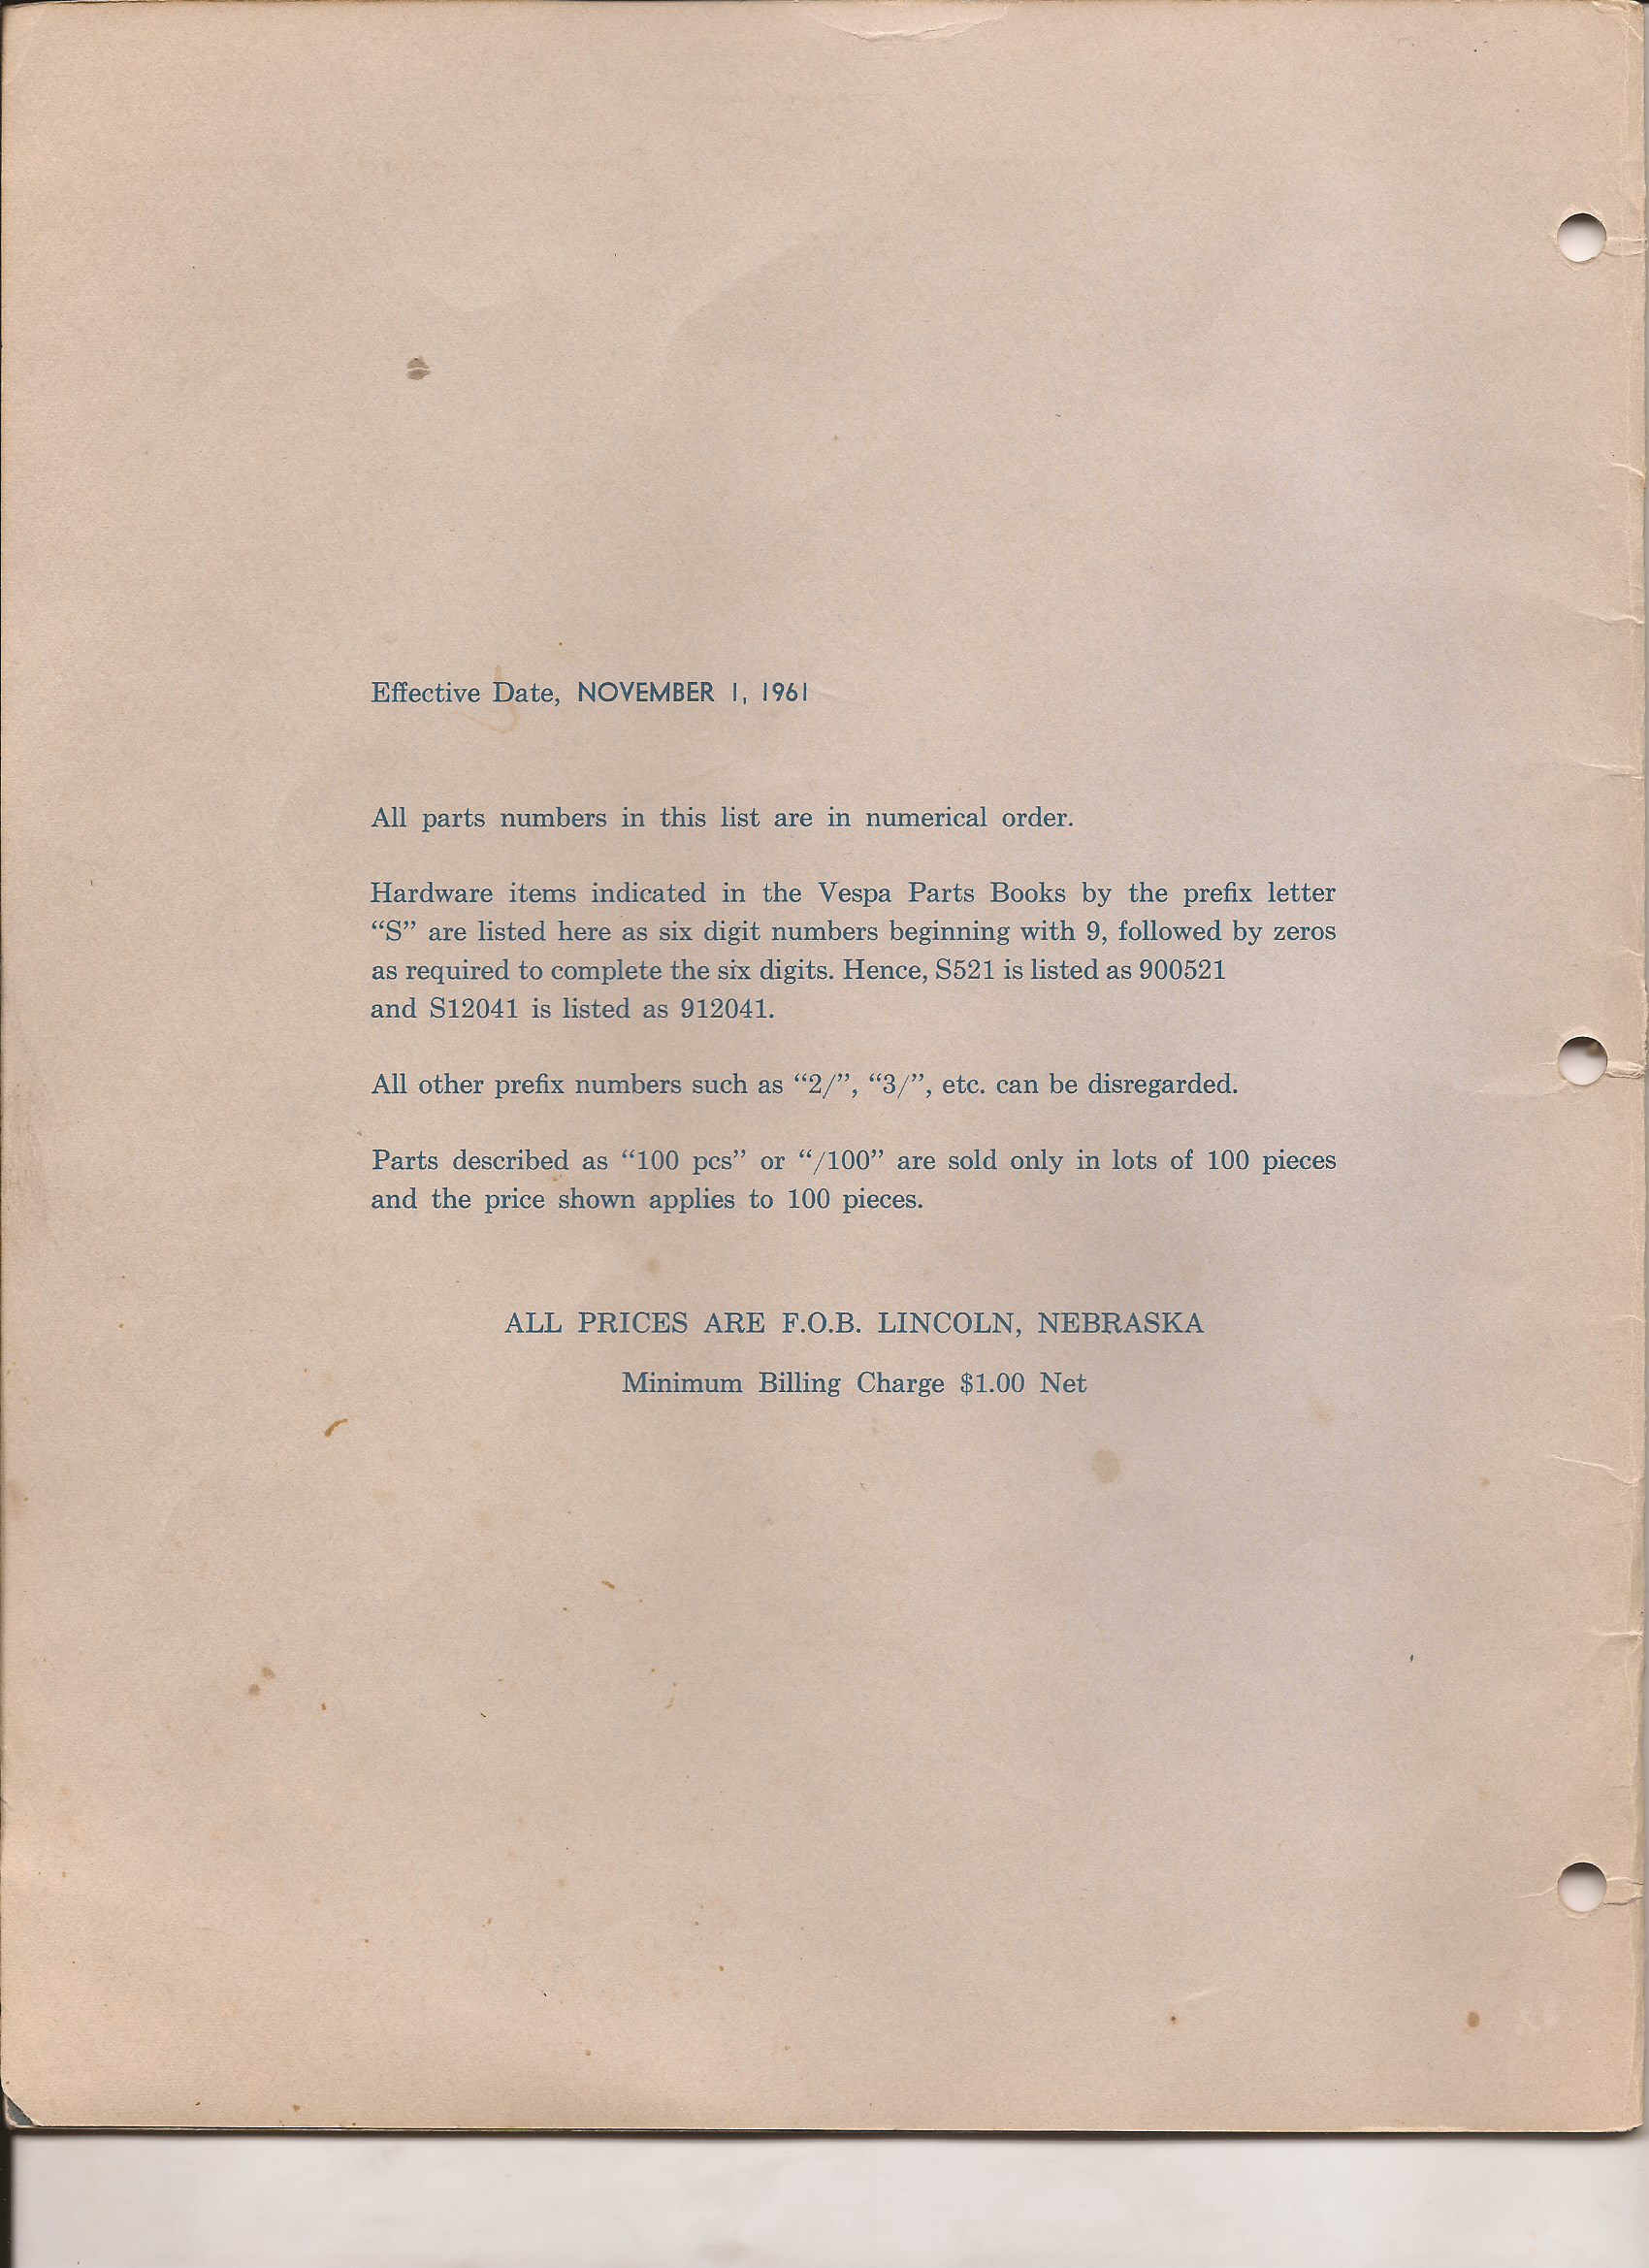 Effective Date, NOVEMBER 1, 1961
All parts numbers in this list are in numerical order.
Hardware items indicated in the Vespa Parts Books by the prefix letter
“S” are listed here as six digit numbers beginning with 9, followed by zeros
as required to complete the six digits. Hence, S521 is listed as 900521
and S12041 is listed as 912041.
All other prefix numbers such as “2/”, “3/”, etc. can be disregarded.
Parts described as “100 pcs” or “/100” are sold only in lots of 100 pieces
and the price shown applies to 100 pieces.
ALL PRICES ARE F.O.B. LINCOLN, NEBRASKA
Minimum Billing Charge $1.00 Net